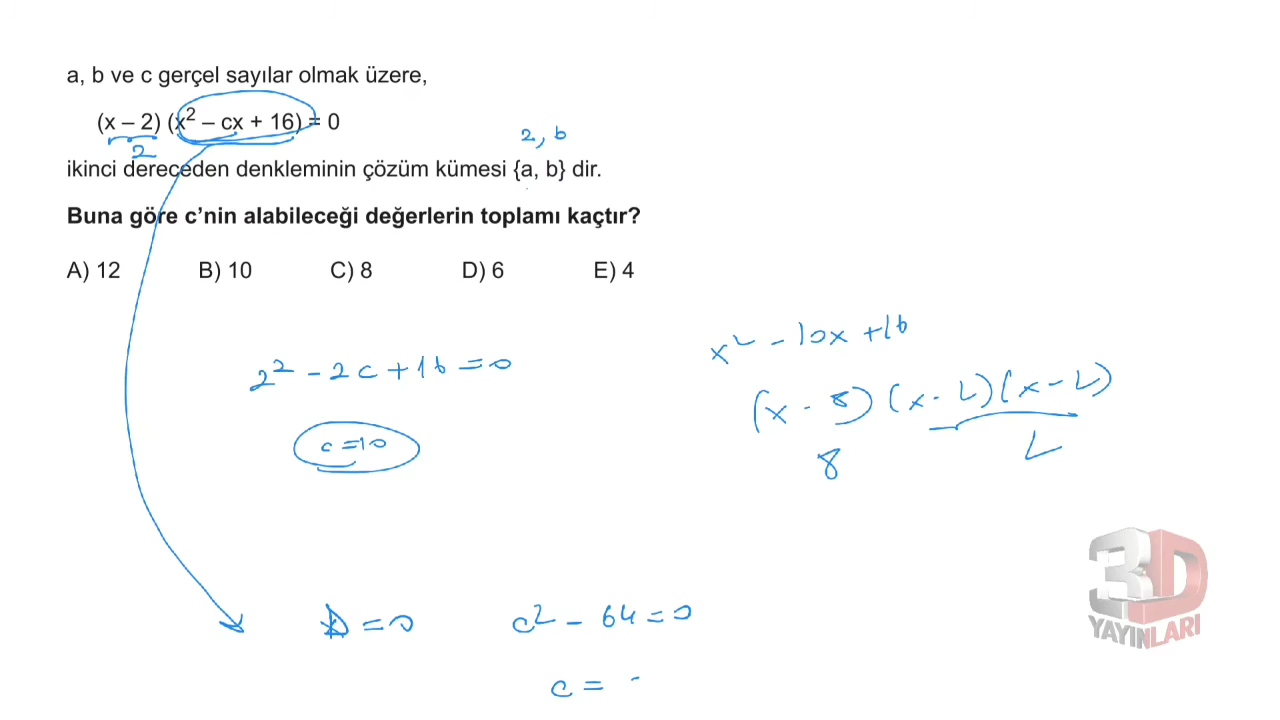 a, b ve c gerçel sayılar olmak üzere,
(x – 2) (x² – cx + 16) = 0
2
2, b
ikinci dereceden denkleminin çözüm kümesi {a, b} dir.
Buna göre c'nin alabileceği değerlerin toplamı kaçtır?
A) 12 B) 10 C) 8 D) 6 E) 4
2² - 2c + 16 = 0
c = 10
x² - 10x + 16
(x - 8) (x - 2) (x - 2)
8 2
Δ = 0 c² - 64 = 0
c =
3D
YAYINLARI